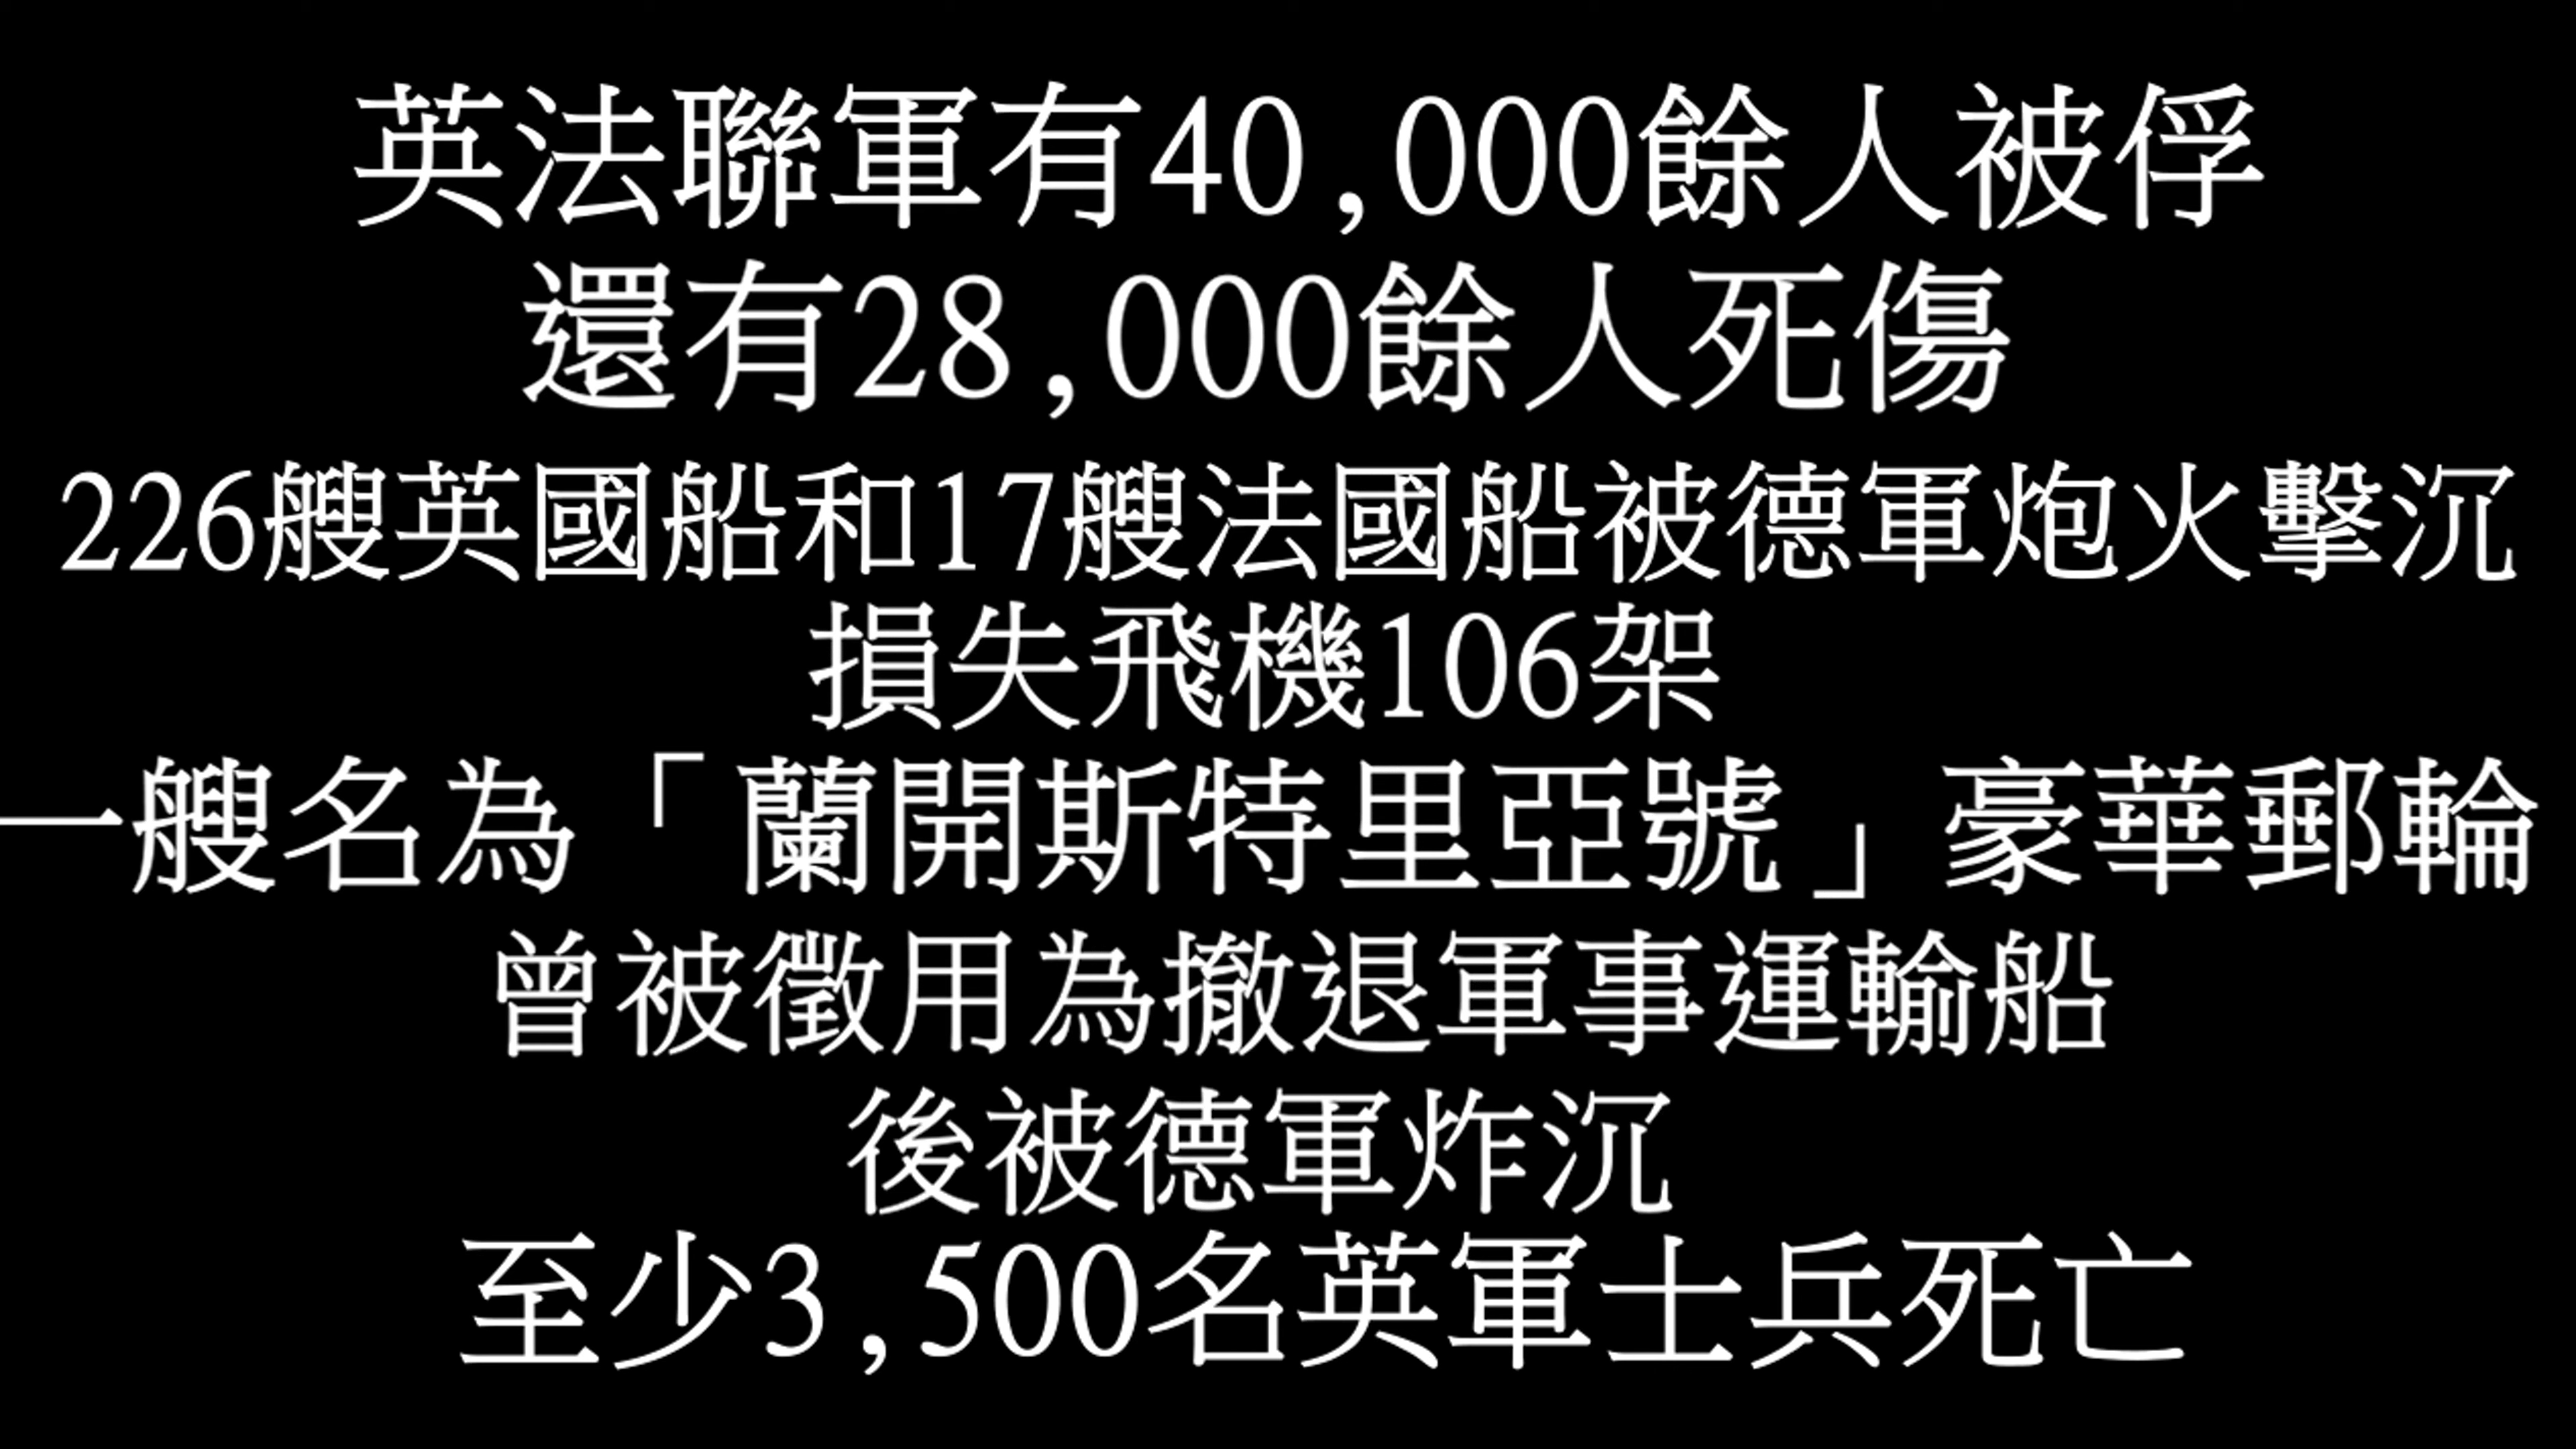 英法聯軍有40,000餘人被俘
還有28,000餘人死傷
226艘英國船和17艘法國船被德軍炮火擊沉
損失飛機106架
一艘名為「蘭開斯特里亞號」豪華郵輪
曾被徵用為撤退軍事運輸船
後被德軍炸沉
至少3,500名英軍士兵死亡